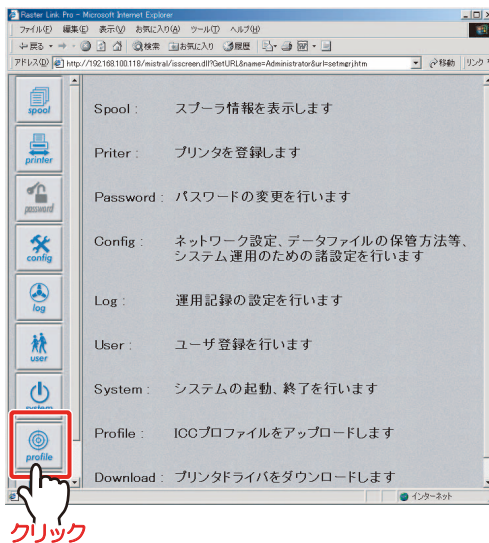 Raster Link Pro - Microsoft Internet Explorer
ファイル(F) 編集(E) 表示(V) お気に入り(A) ツール(T) ヘルプ(H)
戻る 検索 お気に入り 履歴
アドレス(D) http://192.168.100.118/mistral/isscreen.dll?GetURL&name=Administrator&url=setmgrj.htm 移動 リンク
spool
Spool : スプーラ情報を表示します
printer
Priter : プリンタを登録します
password
Password : パスワードの変更を行います
config
Config : ネットワーク設定、データファイルの保管方法等、
システム運用のための諸設定を行います
log
Log : 運用記録の設定を行います
user
User : ユーザ登録を行います
system
System : システムの起動、終了を行います
profile
Profile : ICCプロファイルをアップロードします
Download : プリンタドライバをダウンロードします
インターネット
クリック